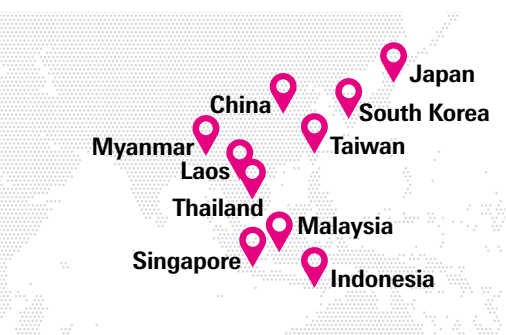 Japan
China
South Korea
Myanmar
Taiwan
Laos
Thailand
Malaysia
Singapore
Indonesia